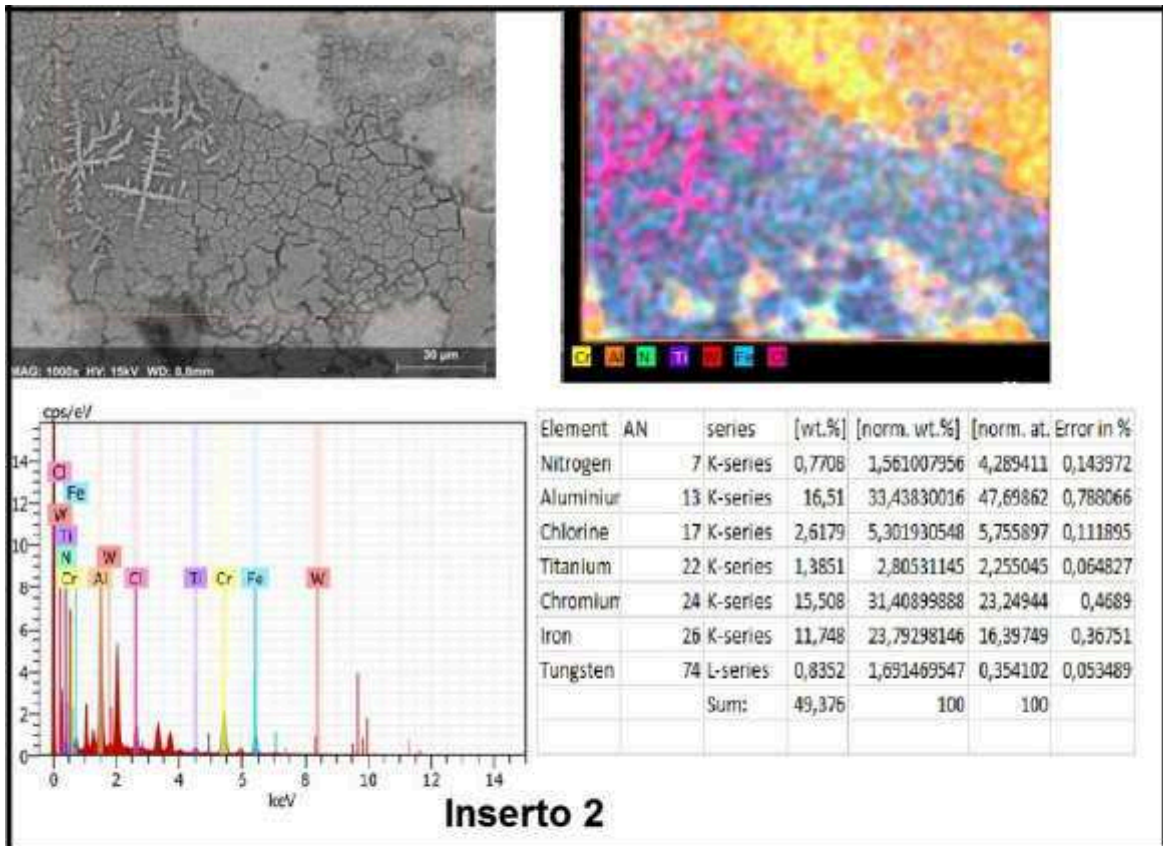 30 µm
MAG: 1000x HV: 15kV WD: 8,8mm
Cr Al N Ti W Fe Cl
cps/eV
14
12
10
8
6
4
2
0
Cl
Fe
W
Ti
N W
Cr Al Cl Ti Cr Fe W
0 2 4 6 8 10 12 14
keV
Element AN series [wt.%] [norm. wt.%] [norm. at. Error in %
Nitrogen 7 K-series 0,7708 1,561007956 4,289411 0,143972
Aluminiur 13 K-series 16,51 33,43830016 47,69862 0,788066
Chlorine 17 K-series 2,6179 5,301930548 5,755897 0,111895
Titanium 22 K-series 1,3851 2,80531145 2,255045 0,064827
Chromium 24 K-series 15,508 31,40899888 23,24944 0,4689
Iron 26 K-series 11,748 23,79298146 16,39749 0,36751
Tungsten 74 L-series 0,8352 1,691469547 0,354102 0,053489
Sum: 49,376 100 100
Inserto 2